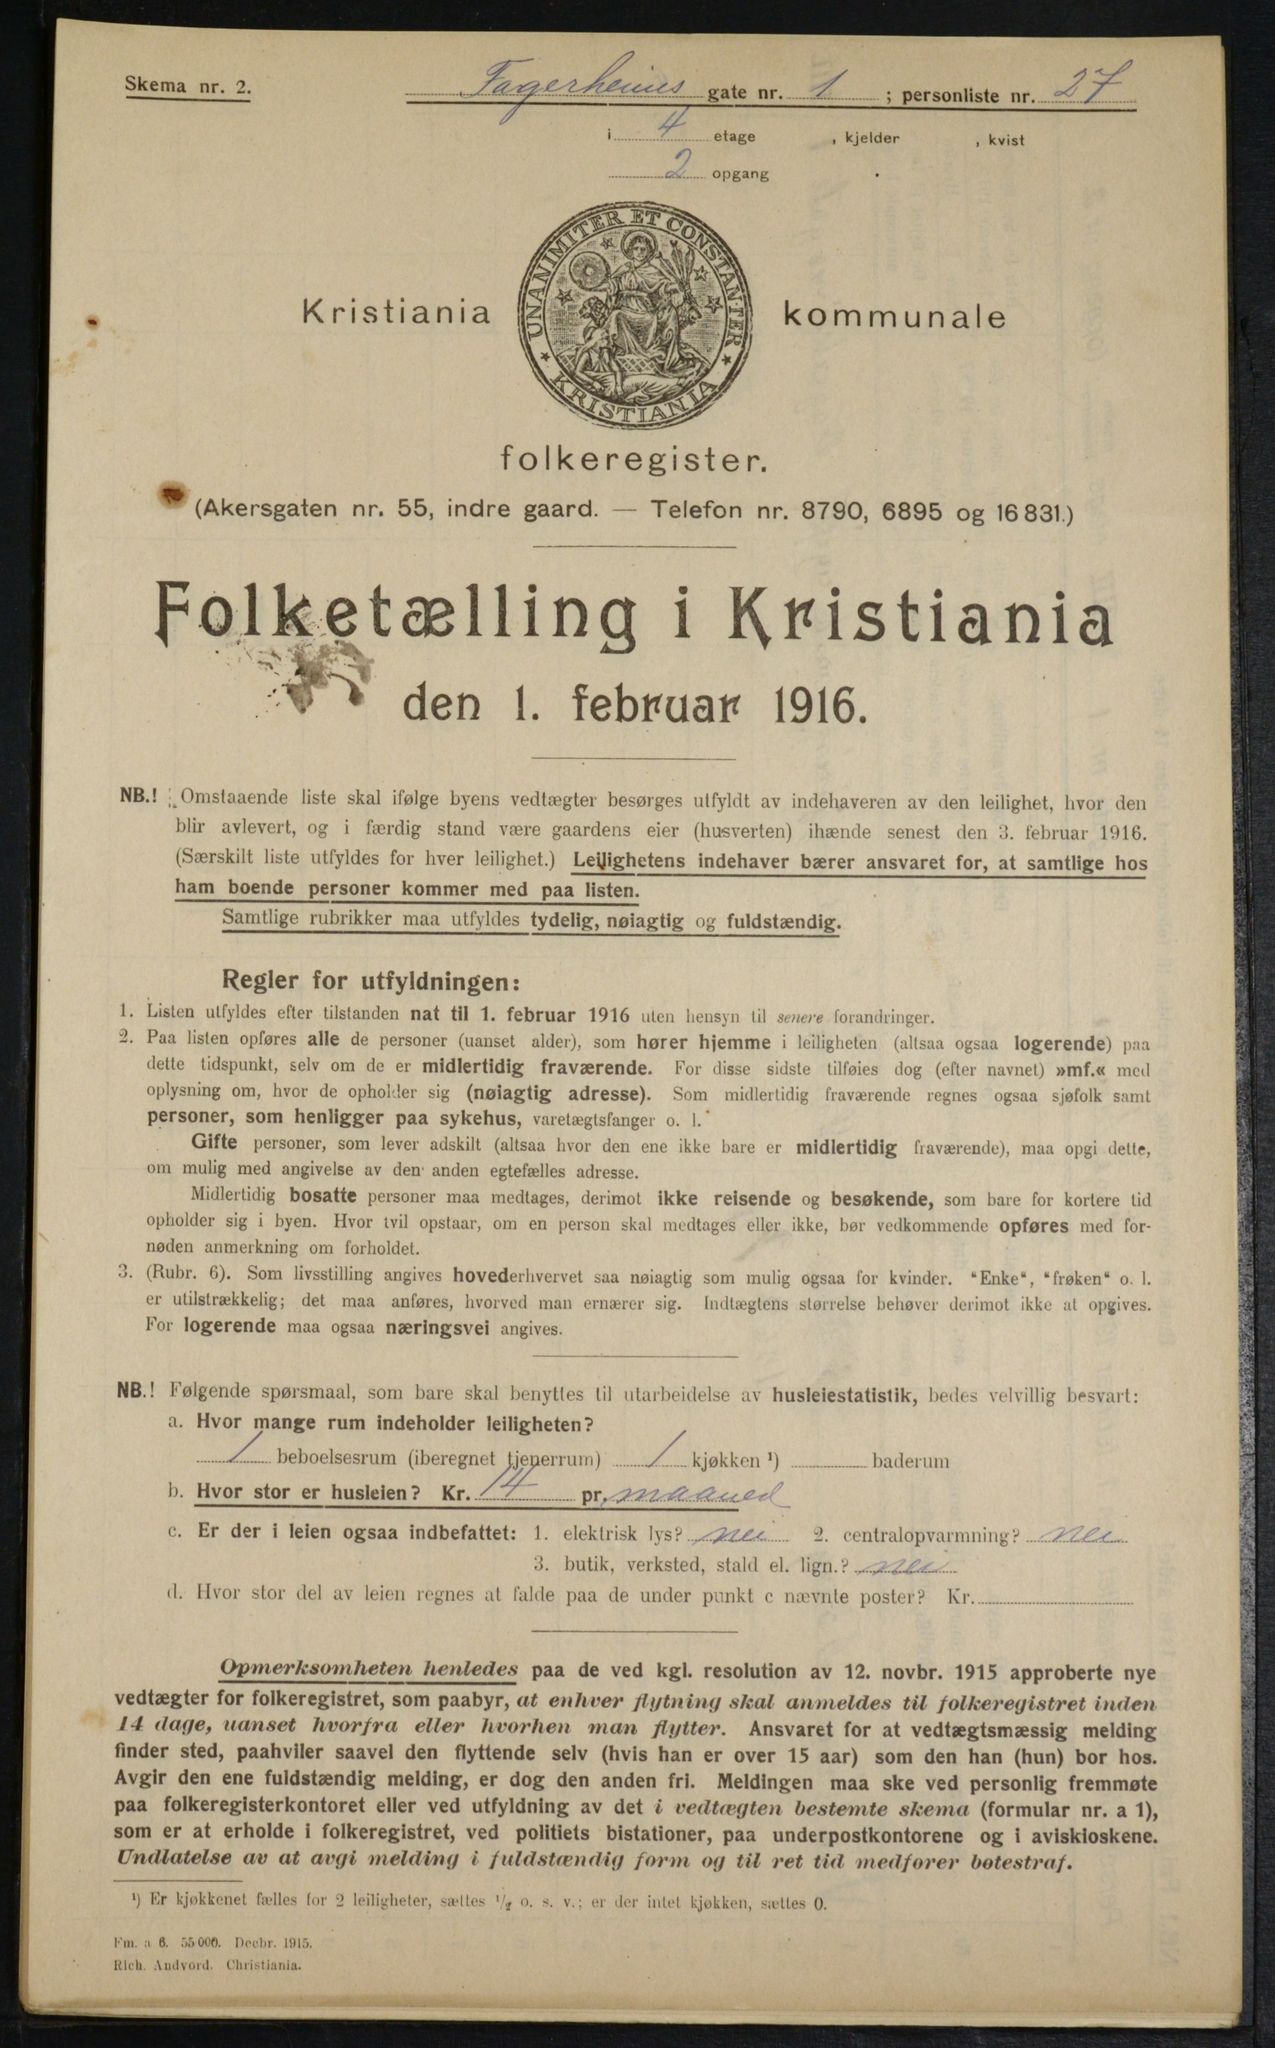 Skema nr. 2.
Fagerheims gate nr. 1 ; personliste nr. 27
i 4 etage , kjelder , kvist
2 opgang .
UNANIMITER ET CONSTANTER
KRISTIANIA
Kristiania kommunale
folkeregister.
(Akersgaten nr. 55, indre gaard. — Telefon nr. 8790, 6895 og 16 831.)
Folketælling i Kristiania
den 1. februar 1916.
NB.! Omstaaende liste skal ifølge byens vedtægter besørges utfyldt av indehaveren av den leilighet, hvor den
blir avlevert, og i færdig stand være gaardens eier (husverten) ihænde senest den 3. februar 1916.
(Særskilt liste utfyldes for hver leilighet.) Leilighetens indehaver bærer ansvaret for, at samtlige hos
ham boende personer kommer med paa listen.
Samtlige rubrikker maa utfyldes tydelig, nøiagtig og fuldstændig.
Regler for utfyldningen:
1. Listen utfyldes efter tilstanden nat til 1. februar 1916 uten hensyn til senere forandringer.
2. Paa listen opføres alle de personer (uanset alder), som hører hjemme i leiligheten (altsaa ogsaa logerende) paa
dette tidspunkt, selv om de er midlertidig fraværende. For disse sidste tilføies dog (efter navnet) »mf.« med
oplysning om, hvor de opholder sig (nøiagtig adresse). Som midlertidig fraværende regnes ogsaa sjøfolk samt
personer, som henligger paa sykehus, varetægtsfanger o. l.
Gifte personer, som lever adskilt (altsaa hvor den ene ikke bare er midlertidig fraværende), maa opgi dette,
om mulig med angivelse av den anden egtefælles adresse.
Midlertidig bosatte personer maa medtages, derimot ikke reisende og besøkende, som bare for kortere tid
opholder sig i byen. Hvor tvil opstaar, om en person skal medtages eller ikke, bør vedkommende opføres med for-
nøden anmerkning om forholdet.
3. (Rubr. 6). Som livsstilling angives hovederhvervet saa nøiagtig som mulig ogsaa for kvinder. "Enke", "frøken" o. l.
er utilstrækkelig; det maa anføres, hvorved man ernærer sig. Indtægtens størrelse behøver derimot ikke at opgives.
For logerende maa ogsaa næringsvei angives.
NB.! Følgende spørsmaal, som bare skal benyttes til utarbeidelse av husleiestatistik, bedes velvillig besvart:
a. Hvor mange rum indeholder leiligheten?
1 beboelsesrum (iberegnet tjenerrum) 1 kjøkken ¹) baderum
b. Hvor stor er husleien? Kr. 14 pr. maaned
c. Er der i leien ogsaa indbefattet: 1. elektrisk lys? nei 2. centralopvarmning? nei
3. butik, verksted, stald el. lign.? nei
d. Hvor stor del av leien regnes at falde paa de under punkt c nævnte poster? Kr.
Opmerksomheten henledes paa de ved kgl. resolution av 12. novbr. 1915 approberte nye
vedtægter for folkeregistret, som paabyr, at enhver flytning skal anmeldes til folkeregistret inden
14 dage, uanset hvorfra eller hvorhen man flytter. Ansvaret for at vedtægtsmæssig melding
finder sted, paahviler saavel den flyttende selv (hvis han er over 15 aar) som den han (hun) bor hos.
Avgir den ene fuldstændig melding, er dog den anden fri. Meldingen maa ske ved personlig fremmøte
paa folkeregisterkontoret eller ved utfyldning av det i vedtægten bestemte skema (formular nr. a 1),
som er at erholde i folkeregistret, ved politiets bistationer, paa underpostkontorene og i aviskioskene.
Undlatelse av at avgi melding i fuldstændig form og til ret tid medfører bøtestraf.
¹) Er kjøkkenet fælles for 2 leiligheter, sættes ½ o. s. v.; er der intet kjøkken, sættes 0.
Fm. a 6. 55 000. Decbr. 1915.
Rich. Andvord. Christiania.